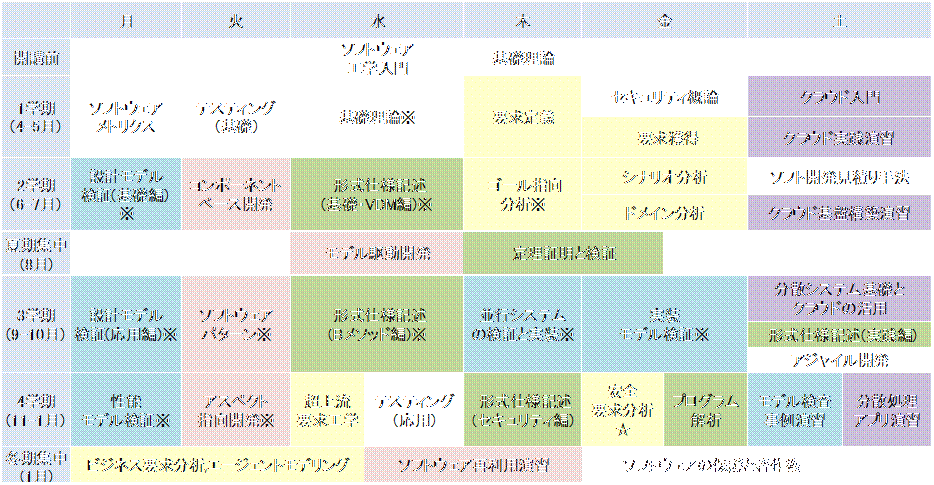 月 火 水 木 金 土
開講前
ソフトウェア
工学入門
基礎理論
1学期
(4-5月)
ソフトウェア
メトリクス
テスティング
(基礎)
基礎理論※
要求定義
セキュリティ概論
要求獲得
クラウド入門
クラウド実践演習
2学期
(6-7月)
設計モデル
検証(基礎編)
※
コンポーネント
ベース開発
形式仕様記述
(基礎・VDM編)※
ゴール指向
分析※
シナリオ分析
ドメイン分析
ソフト開発見積り手法
クラウド基盤構築演習
夏期集中
(8月)
モデル駆動開発
定理証明と検証
3学期
(9-10月)
設計モデル
検証(応用編)※
ソフトウェア
パターン※
形式仕様記述
(Bメソッド編)※
並行システム
の検証と実装※
実装
モデル検証※
分散システム基礎と
クラウドの活用
形式仕様記述(実践編)
アジャイル開発
4学期
(11-1月)
性能
モデル検証※
アスペクト
指向開発※
超上流
要求工学
テスティング
(応用)
形式仕様記述
(セキュリティ編)
安全
要求分析
☆
プログラム
解析
モデル検査
事例演習
分散処理
アプリ演習
冬期集中
(1月)
ビジネス要求分析:エージェントモデリング
ソフトウェア再利用演習
ソフトウェアの保護と著作権